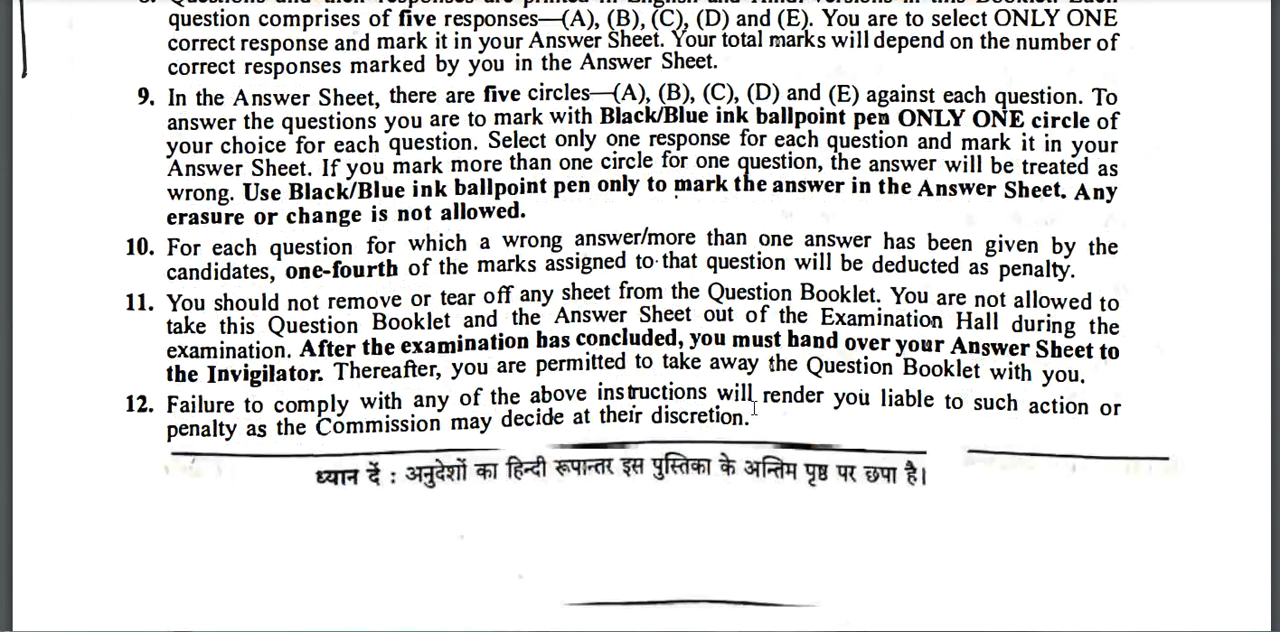 question comprises of five responses—(A), (B), (C), (D) and (E). You are to select ONLY ONE
correct response and mark it in your Answer Sheet. Your total marks will depend on the number of
correct responses marked by you in the Answer Sheet.
9. In the Answer Sheet, there are five circles—(A), (B), (C), (D) and (E) against each question. To
answer the questions you are to mark with Black/Blue ink ballpoint pen ONLY ONE circle of
your choice for each question. Select only one response for each question and mark it in your
Answer Sheet. If you mark more than one circle for one question, the answer will be treated as
wrong. Use Black/Blue ink ballpoint pen only to mark the answer in the Answer Sheet. Any
erasure or change is not allowed.
10. For each question for which a wrong answer/more than one answer has been given by the
candidates, one-fourth of the marks assigned to that question will be deducted as penalty.
11. You should not remove or tear off any sheet from the Question Booklet. You are not allowed to
take this Question Booklet and the Answer Sheet out of the Examination Hall during the
examination. After the examination has concluded, you must hand over your Answer Sheet to
the Invigilator. Thereafter, you are permitted to take away the Question Booklet with you.
12. Failure to comply with any of the above instructions will render you liable to such action or
penalty as the Commission may decide at their discretion.
ध्यान दें : अनुदेशों का हिन्दी रूपान्तर इस पुस्तिका के अन्तिम पृष्ठ पर छपा है।